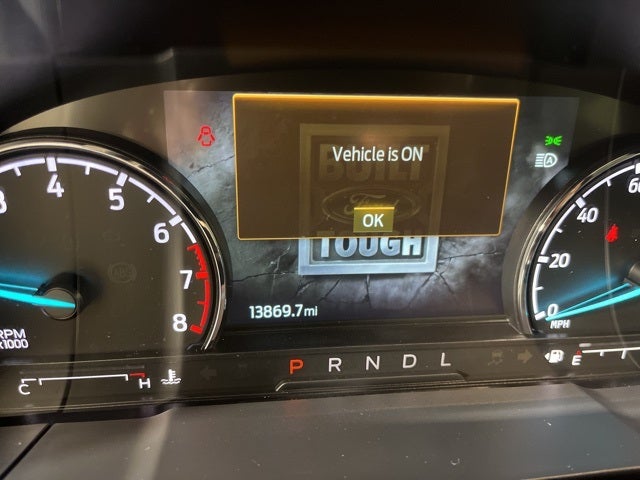 Vehicle is ON
BUILT
Ford
OK
TOUGH
13869.7 mi
3 4 5 6 7 8
RPM
x1000
0 20 40 60
MPH
C H
P R N D L
E
A